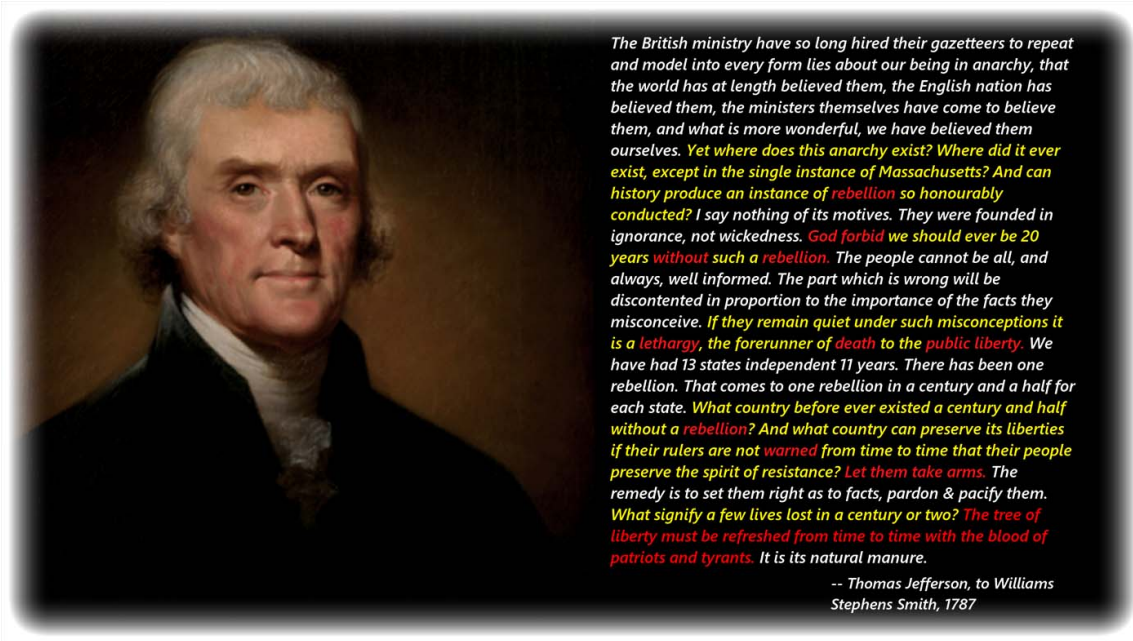 The British ministry have so long hired their gazetteers to repeat
and model into every form lies about our being in anarchy, that
the world has at length believed them, the English nation has
believed them, the ministers themselves have come to believe
them, and what is more wonderful, we have believed them
ourselves. Yet where does this anarchy exist? Where did it ever
exist, except in the single instance of Massachusetts? And can
history produce an instance of rebellion so honourably
conducted? I say nothing of its motives. They were founded in
ignorance, not wickedness. God forbid we should ever be 20
years without such a rebellion. The people cannot be all, and
always, well informed. The part which is wrong will be
discontented in proportion to the importance of the facts they
misconceive. If they remain quiet under such misconceptions it
is a lethargy, the forerunner of death to the public liberty. We
have had 13 states independent 11 years. There has been one
rebellion. That comes to one rebellion in a century and a half for
each state. What country before ever existed a century and half
without a rebellion? And what country can preserve its liberties
if their rulers are not warned from time to time that their people
preserve the spirit of resistance? Let them take arms. The
remedy is to set them right as to facts, pardon & pacify them.
What signify a few lives lost in a century or two? The tree of
liberty must be refreshed from time to time with the blood of
patriots and tyrants. It is its natural manure.
-- Thomas Jefferson, to Williams
Stephens Smith, 1787